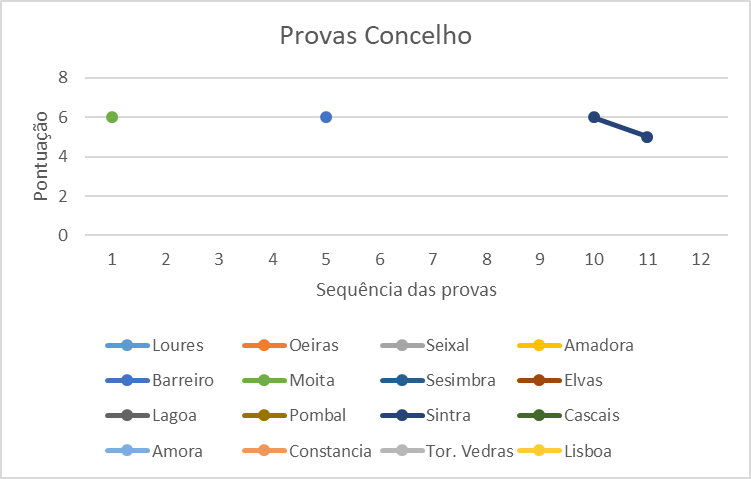 Provas Concelho
8
6
4
2
0
Pontuação
1 2 3 4 5 6 7 8 9 10 11 12
Sequência das provas
Loures Oeiras Seixal Amadora
Barreiro Moita Sesimbra Elvas
Lagoa Pombal Sintra Cascais
Amora Constancia Tor. Vedras Lisboa